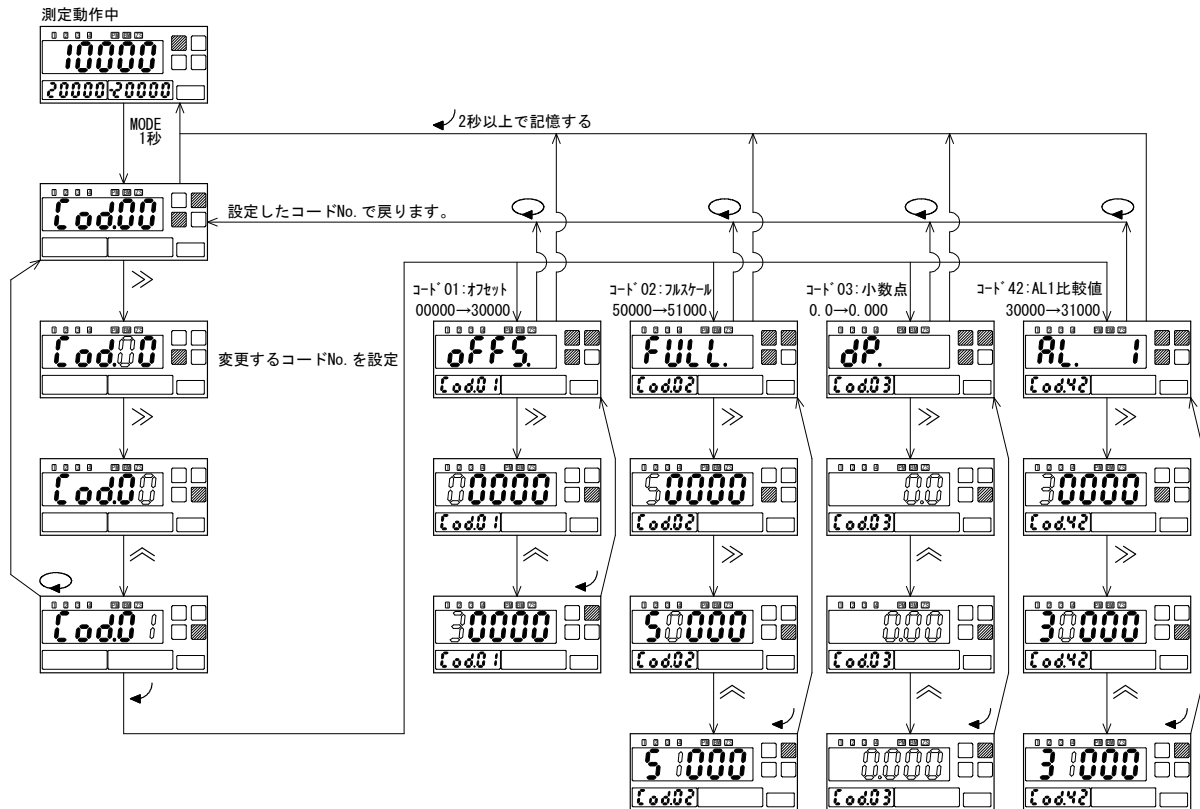 測定動作中
10000
20000-20000
MODE
1秒
2秒以上で記憶する
Cod.00
設定したコードNo.で戻ります。
Cod.00
変更するコードNo.を設定
Cod.00
Cod.01
コード01:オフセット
00000→30000
oFFS.
Cod.01
00000
Cod.01
30000
Cod.01
コード02:フルスケール
50000→51000
FULL.
Cod.02
50000
Cod.02
50000
Cod.02
51000
Cod.02
コード03:小数点
0.0→0.000
dP.
Cod.03
0.0
Cod.03
0.00
Cod.03
0.000
Cod.03
コード42:AL1比較値
30000→31000
AL. 1
Cod.42
30000
Cod.42
30000
Cod.42
31000
Cod.42